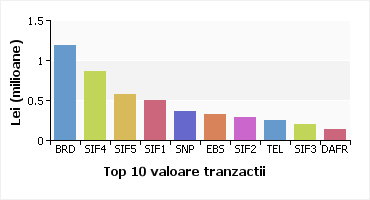 Lei (milioane)
1.5
1
0.5
0
BRD SIF4 SIF5 SIF1 SNP EBS SIF2 TEL SIF3 DAFR
Top 10 valoare tranzactii